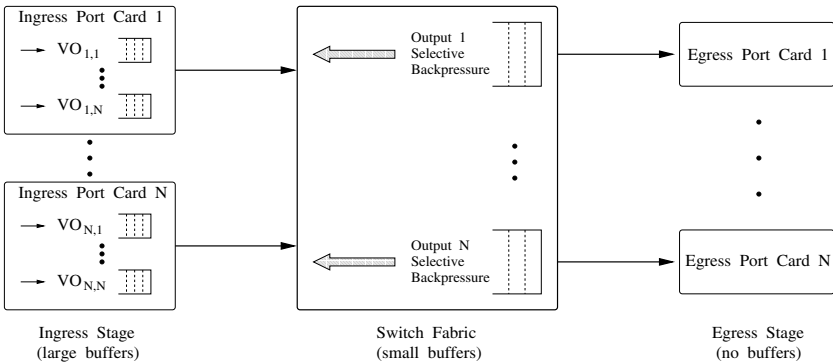 Ingress Port Card 1
VO1,1
VO1,N
Ingress Port Card N
VON,1
VON,N
Output 1
Selective
Backpressure
Output N
Selective
Backpressure
Egress Port Card 1
Egress Port Card N
Ingress Stage
(large buffers)
Switch Fabric
(small buffers)
Egress Stage
(no buffers)